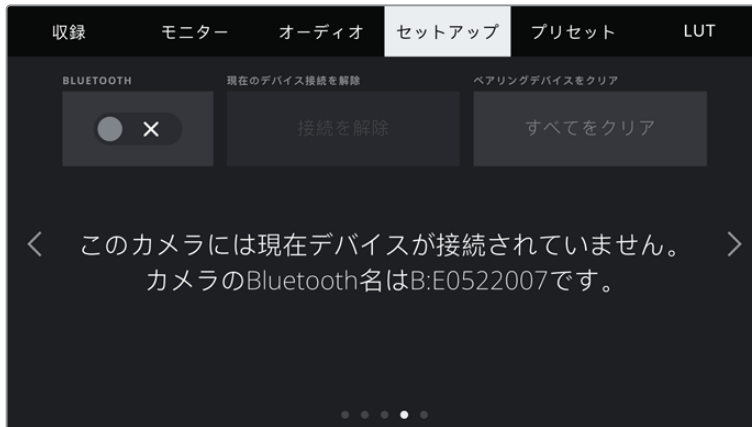 収録 モニター オーディオ セットアップ プリセット LUT
BLUETOOTH 現在のデバイス接続を解除 ペアリングデバイスをクリア
接続を解除 すべてをクリア
このカメラには現在デバイスが接続されていません。
カメラのBluetooth名はB:E0522007です。